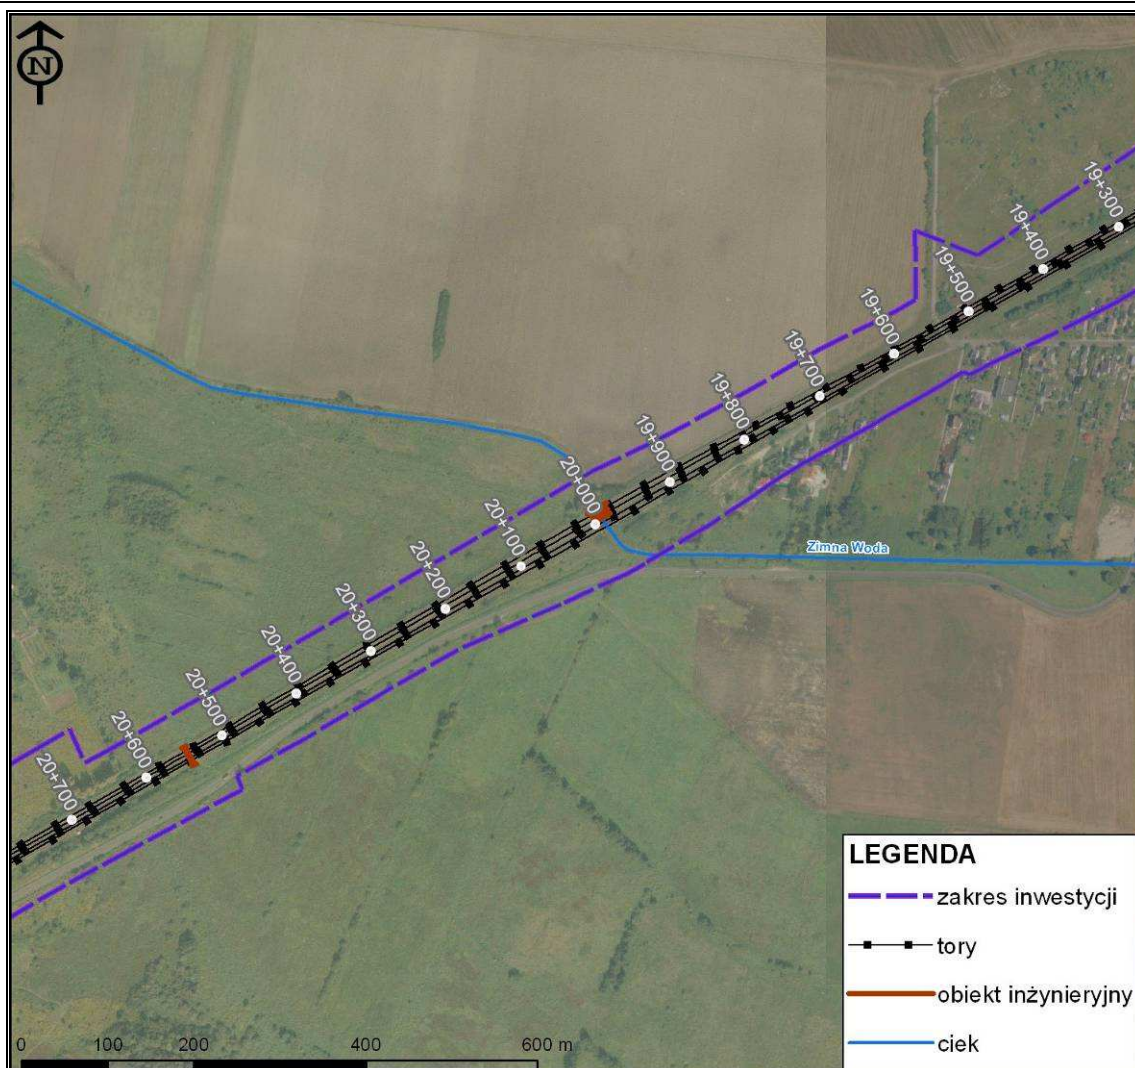 N
19+300
19+400
19+500
19+600
19+700
19+800
19+900
20+000
20+100
20+200
20+300
20+400
20+500
20+600
20+700
Zimna Woda
LEGENDA
zakres inwestycji
tory
obiekt inżynieryjny
ciek
0 100 200 400 600 m